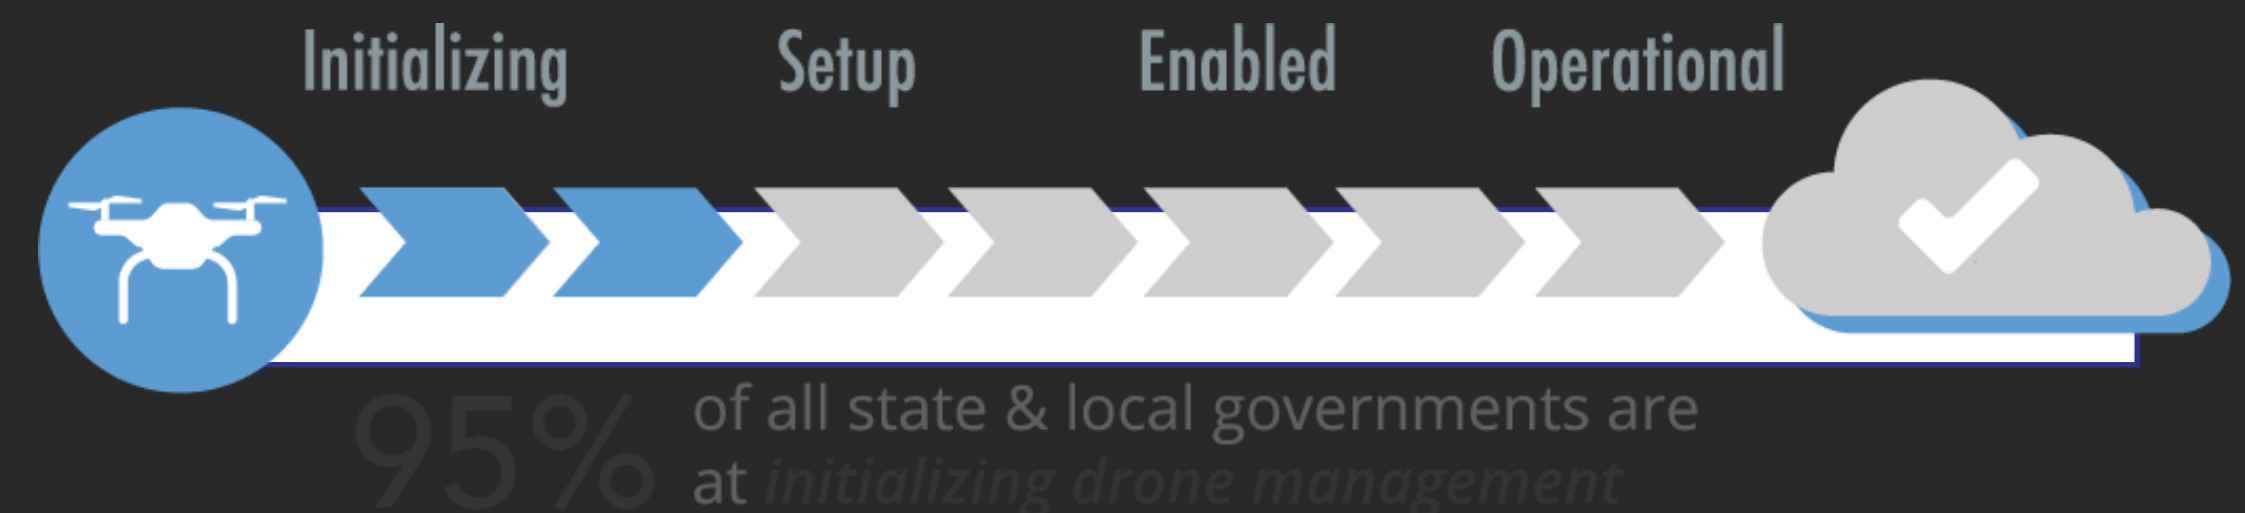 Initializing Setup Enabled Operational
95% of all state & local governments are
at initializing drone management